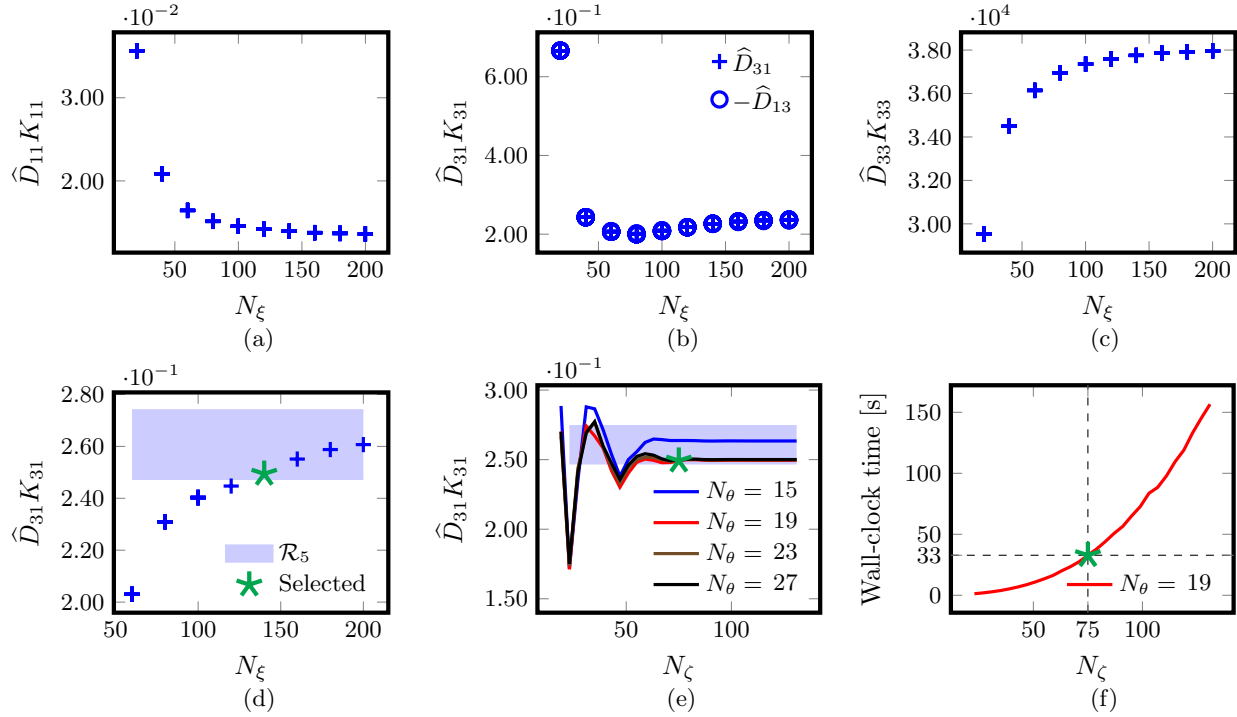 ·10⁻²
3.00
2.00
D̂₁₁K₁₁
50 100 150 200
N_ξ
(a)
·10⁻¹
6.00
4.00
2.00
D̂₃₁K₃₁
D̂₃₁
−D̂₁₃
50 100 150 200
N_ξ
(b)
·10⁴
3.80
3.60
3.40
3.20
3.00
D̂₃₃K₃₃
50 100 150 200
N_ξ
(c)
·10⁻¹
2.80
2.60
2.40
2.20
2.00
D̂₃₁K₃₁
R₅
Selected
50 100 150 200
N_ξ
(d)
·10⁻¹
3.00
2.50
2.00
1.50
D̂₃₁K₃₁
N_θ = 15
N_θ = 19
N_θ = 23
N_θ = 27
50 100
N_ζ
(e)
150
100
50
33
0
Wall-clock time [s]
N_θ = 19
50 75 100
N_ζ
(f)